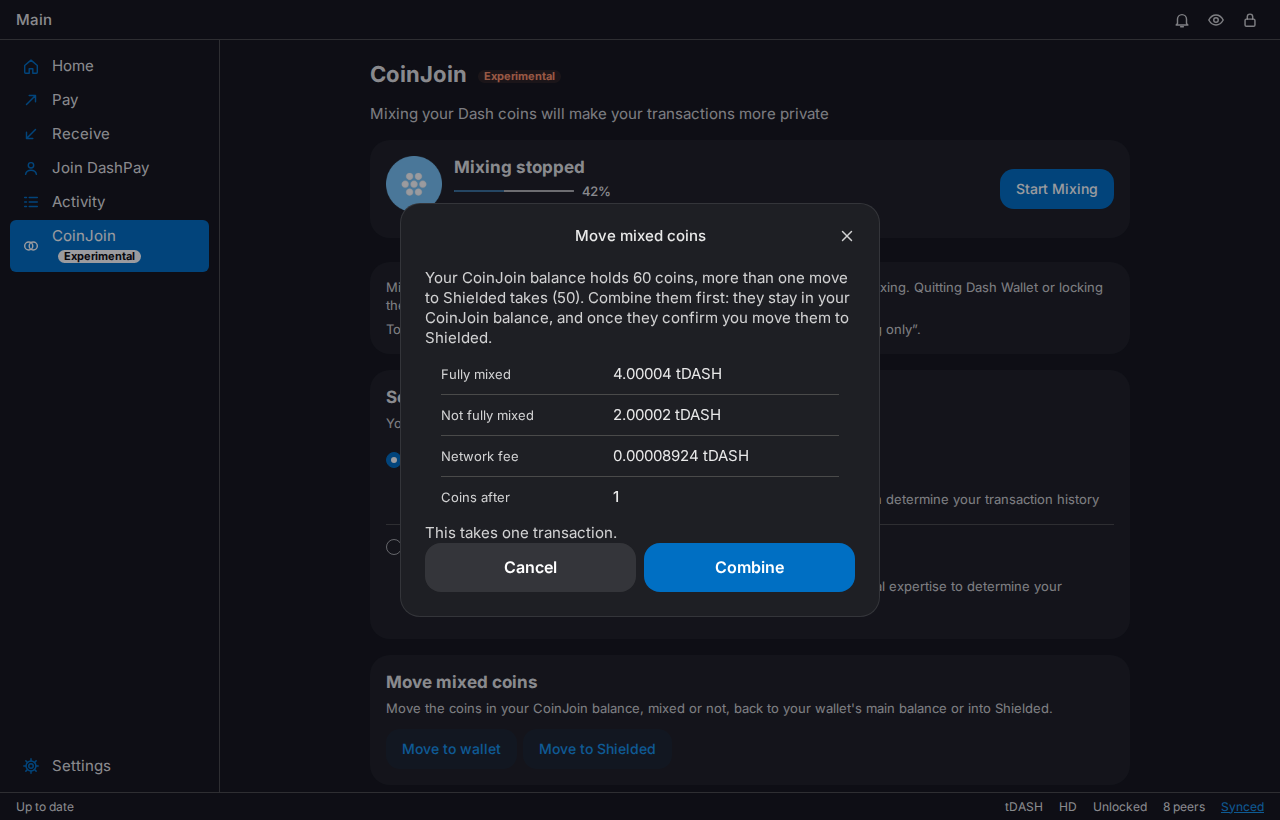 Main
Home
Pay
Receive
Join DashPay
Activity
CoinJoin
Experimental
Settings
CoinJoin Experimental
Mixing your Dash coins will make your transactions more private
Mixing stopped
42%
Start Mixing
Move mixed coins
Your CoinJoin balance holds 60 coins, more than one move
to Shielded takes (50). Combine them first: they stay in your
CoinJoin balance, and once they confirm you move them to
Shielded.
Fully mixed 4.00004 tDASH
Not fully mixed 2.00002 tDASH
Network fee 0.00008924 tDASH
Coins after 1
This takes one transaction.
Cancel Combine
Quitting Dash Wallet or locking
only”.
determine your transaction history
expertise to determine your
Move mixed coins
Move the coins in your CoinJoin balance, mixed or not, back to your wallet's main balance or into Shielded.
Move to wallet Move to Shielded
Up to date
tDASH HD Unlocked 8 peers Synced